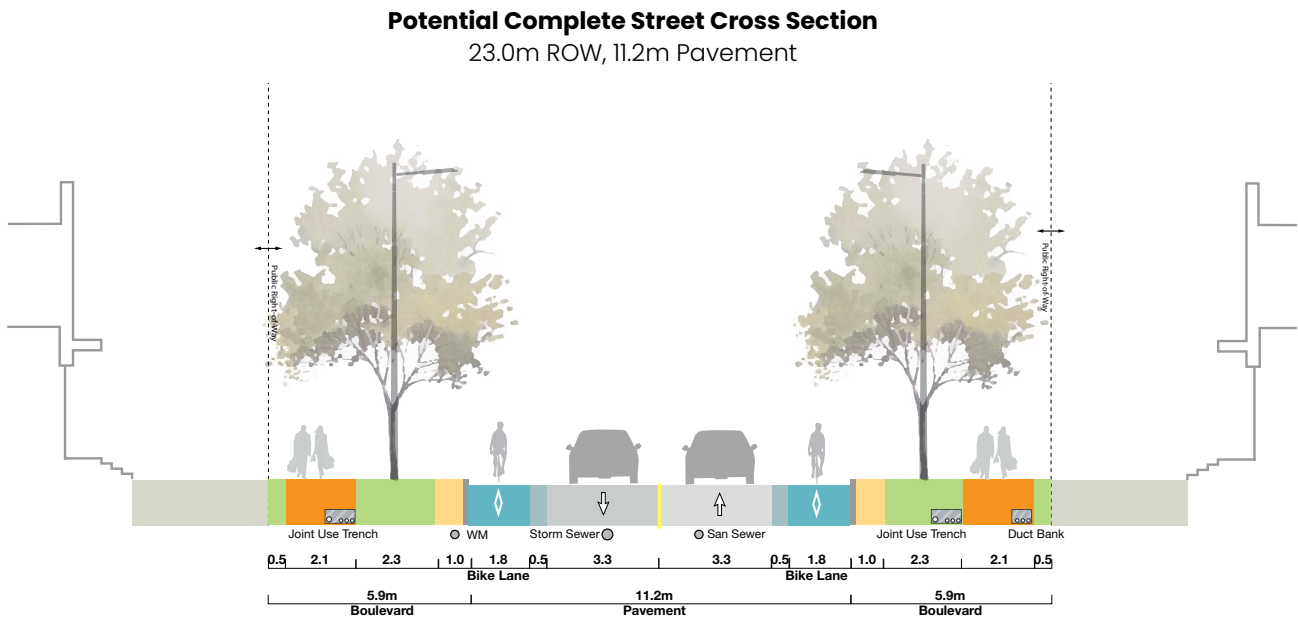 Potential Complete Street Cross Section
23.0m ROW, 11.2m Pavement
Public Right-of-Way
Public Right-of-Way
Joint Use Trench
WM
Storm Sewer
San Sewer
Joint Use Trench
Duct Bank
0.5 2.1 2.3 1.0 1.8 0.5 3.3 3.3 0.5 1.8 1.0 2.3 2.1 0.5
Bike Lane
Bike Lane
5.9m 11.2m 5.9m
Boulevard Pavement Boulevard